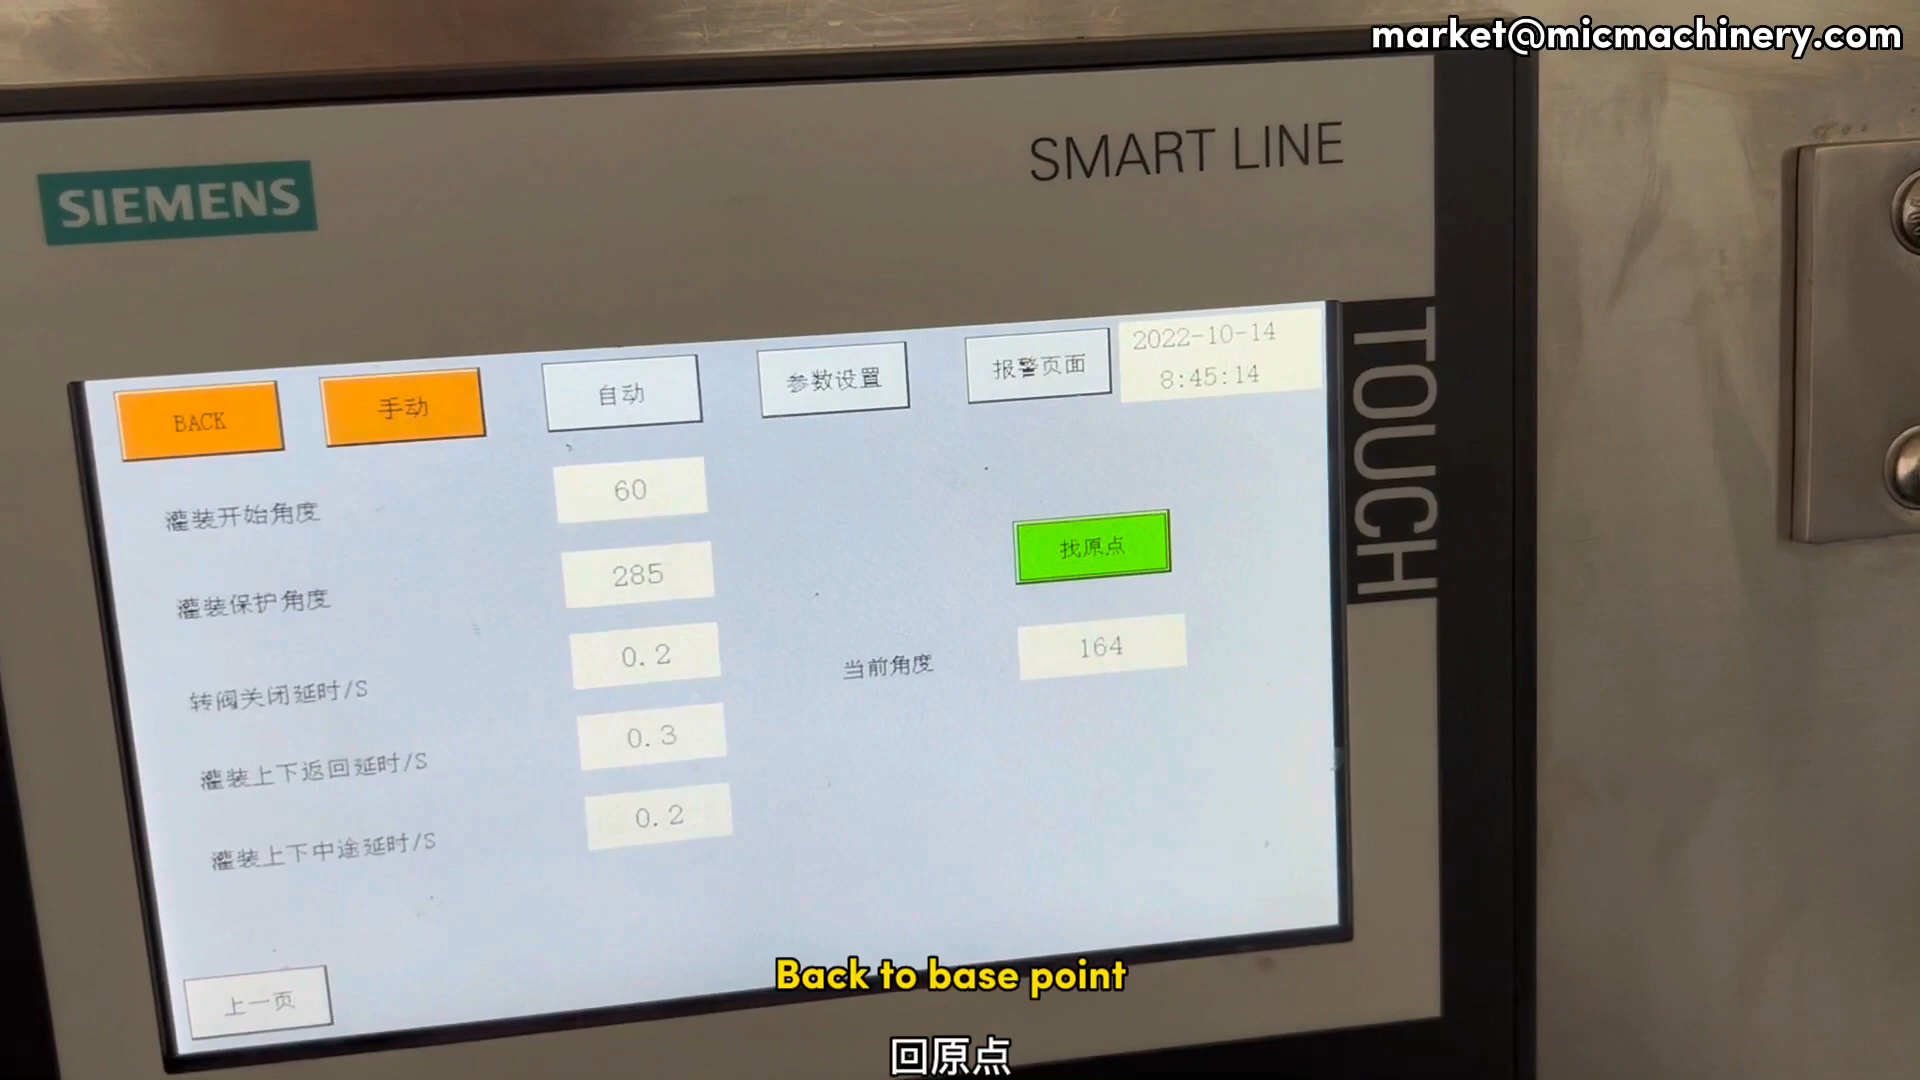 market@micmachinery.com
SIEMENS
SMART LINE
TOUCH
BACK
手动
自动
参数设置
报警页面
2022-10-14
8:45:14
灌装开始角度
60
灌装保护角度
285
转阀关闭延时/S
0.2
灌装上下返回延时/S
0.3
灌装上下中途延时/S
0.2
找原点
当前角度
164
上一页
Back to base point
回原点